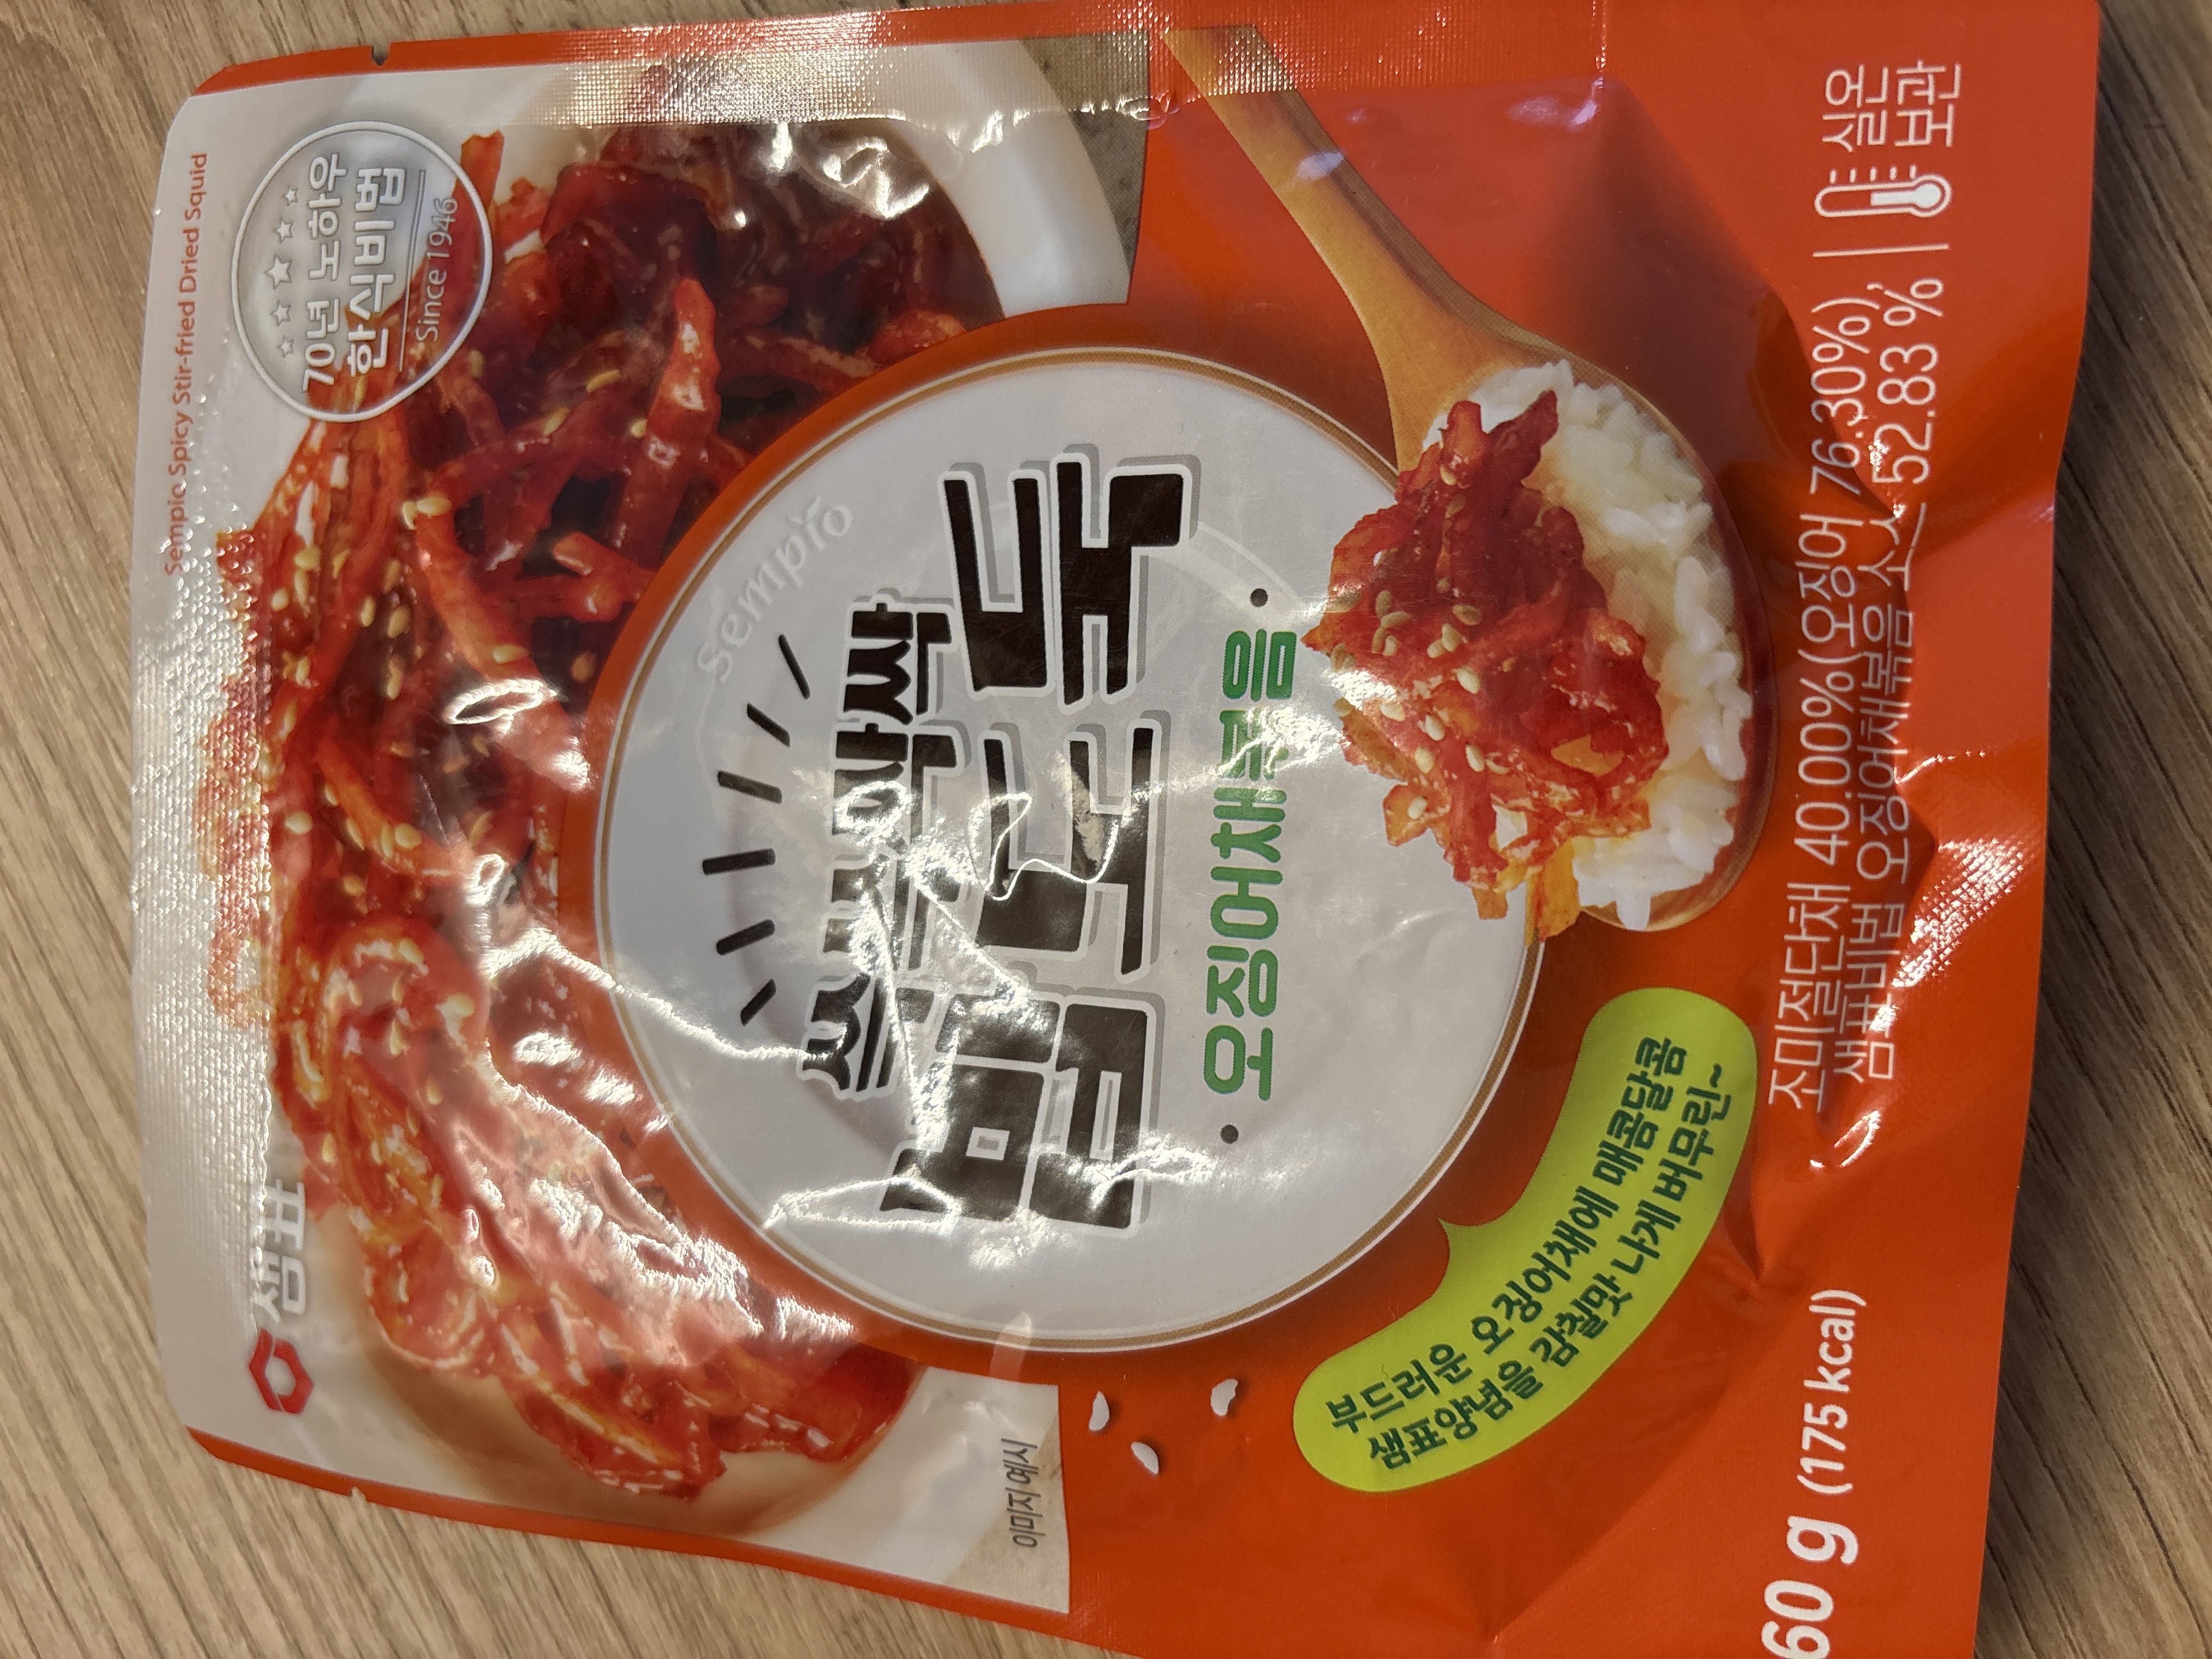 Sempio Spicy Stir-fried Dried Squid
샘표
70년 노하우
한식비법
Since 1946
sempio
쓱싹싹싹
밥도둑
오징어채볶음
이미지예시
부드러운 오징어채에 매콤달콤
샘표양념을 감칠맛 나게 버무린~
60 g (175 kcal)
조미절단채 40.00%(오징어 76.30%),
샘표비법 오징어채볶음 소스 52.83 %
실온
보관